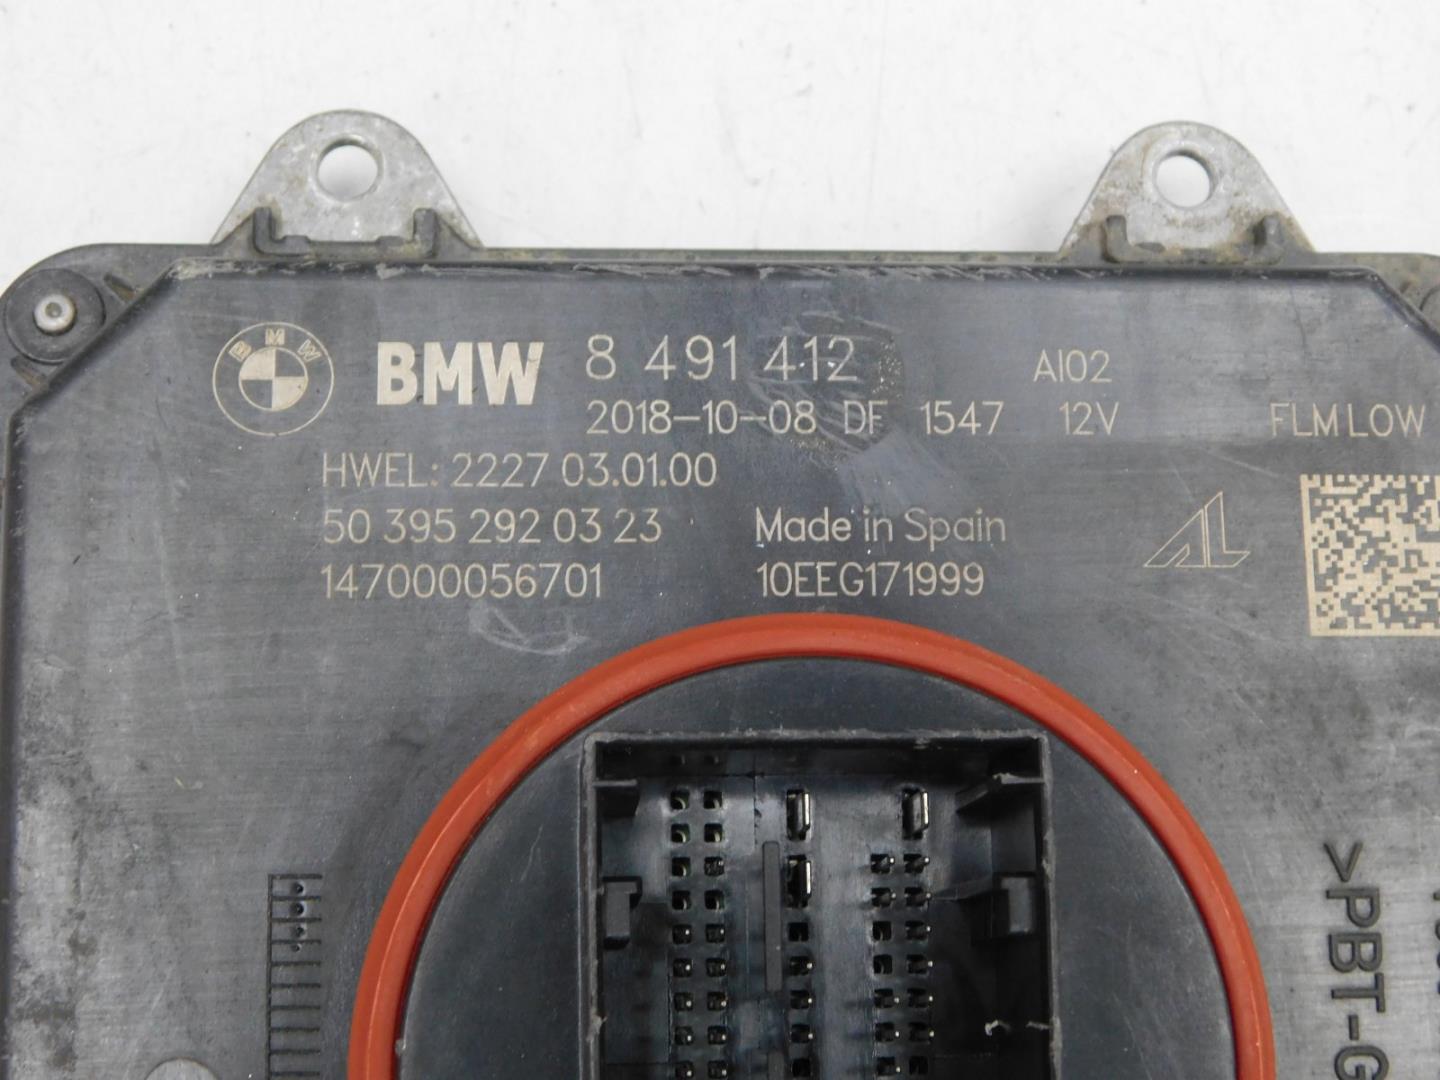 BMW BMW 8 491 412 AI02
2018-10-08 DF 1547 12V FLM LOW
HWEL: 2227 03.01.00
50 395 292 03 23 Made in Spain
147000056701 10EEG171999
AL
>PBT-G